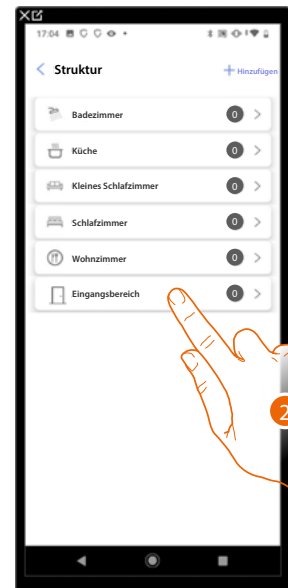 17:04
Struktur
Hinzufügen
Badezimmer 0
Küche 0
Kleines Schlafzimmer 0
Schlafzimmer 0
Wohnzimmer 0
Eingangsbereich 0
2